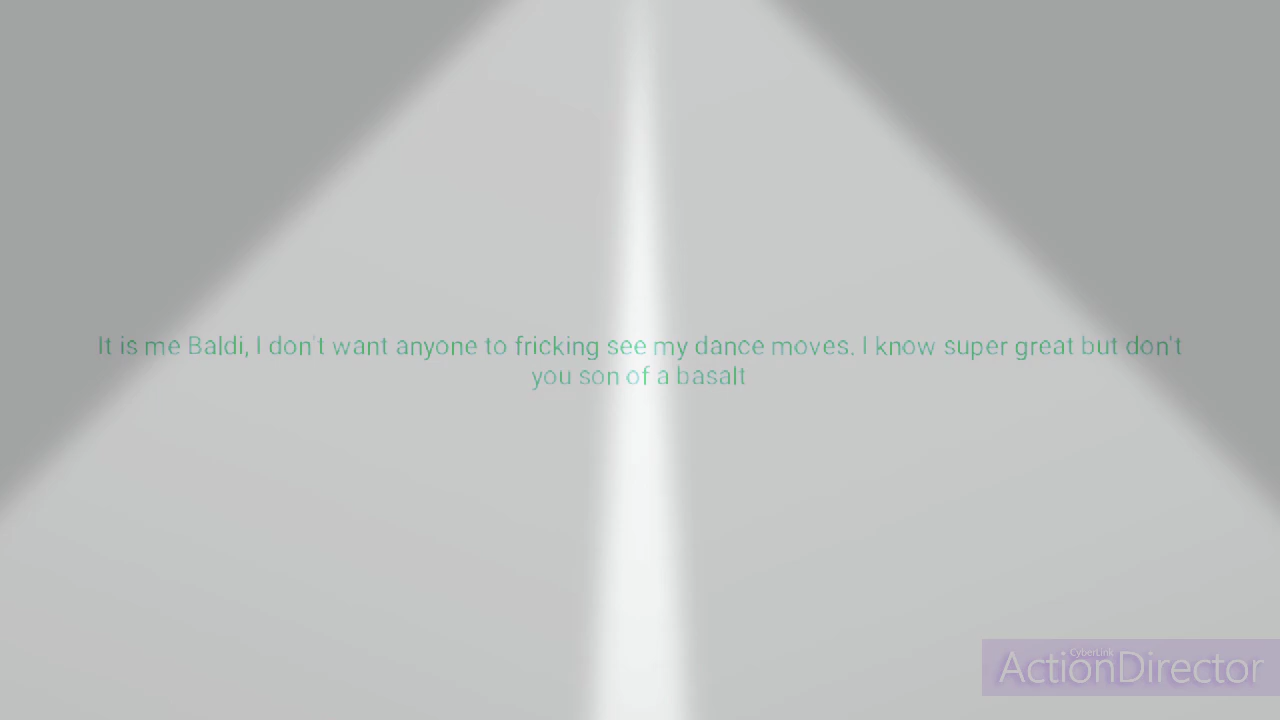 It is me Baldi, I don't want anyone to fricking see my dance moves. I know super great but don't
you son of a basalt
CyberLink
ActionDirector